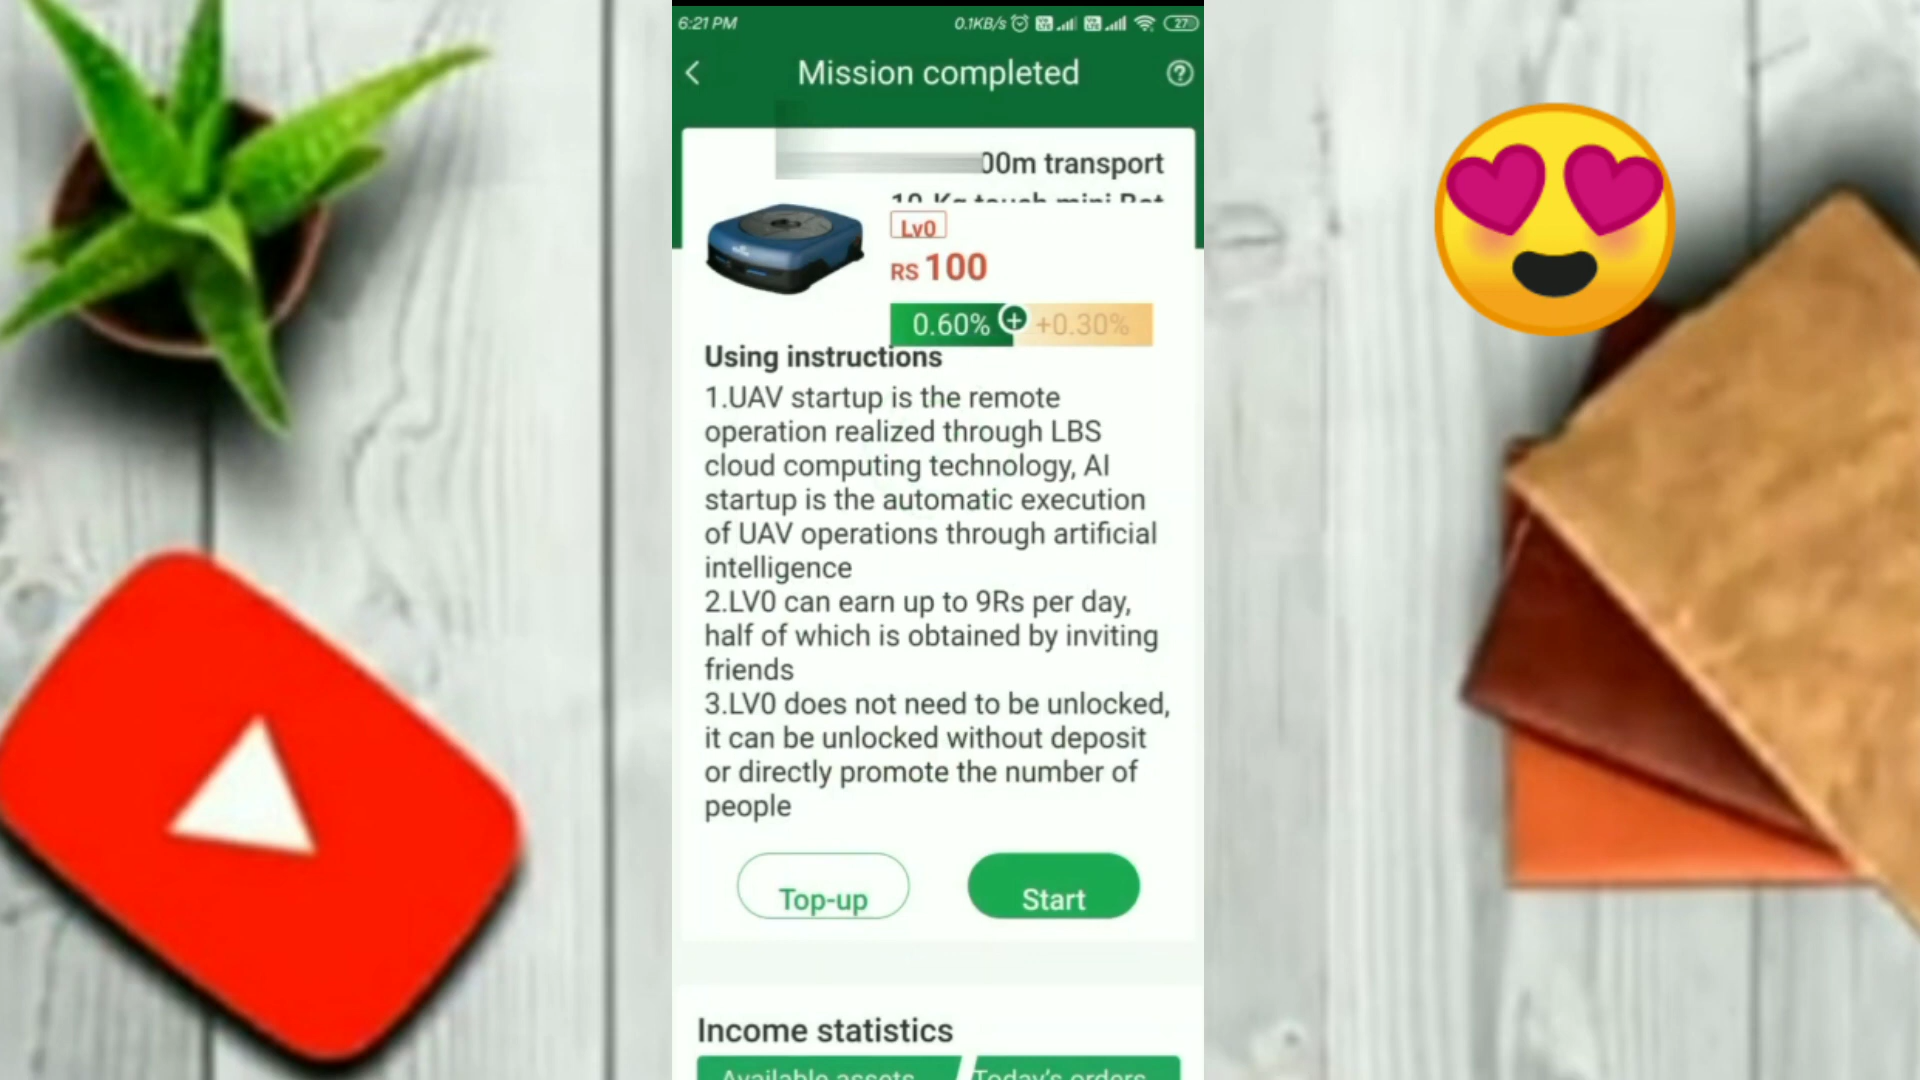 6:21 PM
0.1KB/s
27
Mission completed
00m transport
10-Kg touch mini Bot
Lv0
RS 100
0.60%
+0.30%
Using instructions
1.UAV startup is the remote
operation realized through LBS
cloud computing technology, AI
startup is the automatic execution
of UAV operations through artificial
intelligence
2.LV0 can earn up to 9Rs per day,
half of which is obtained by inviting
friends
3.LV0 does not need to be unlocked,
it can be unlocked without deposit
or directly promote the number of
people
Top-up
Start
Income statistics
Available assets
Today's orders